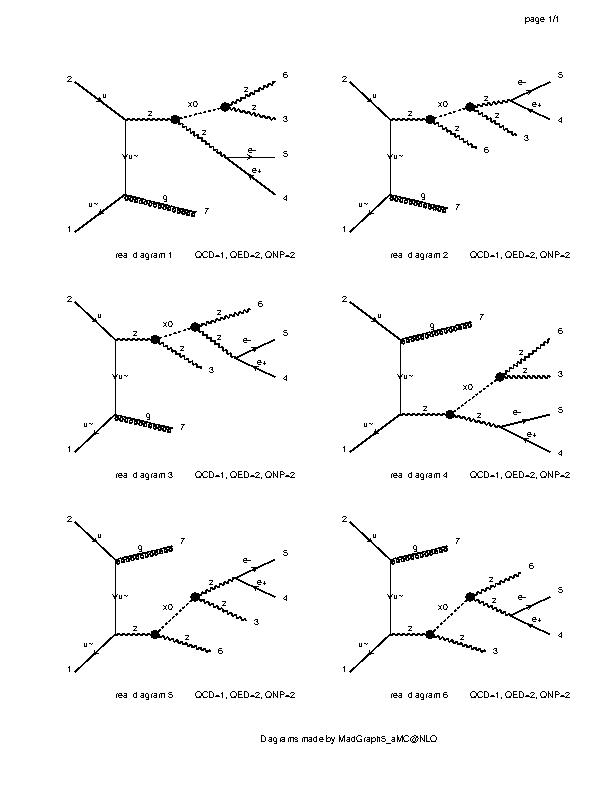 page 1/1
2 u z x0 z 6
z 3
z e- 5
u~ e+ 4
u~ g 7
1
real diagram 1 QCD=1, QED=2, QNP=2
2 u z x0 z e- 5
e+ 4
z 3
z 6
u~
u~ g 7
1
real diagram 2 QCD=1, QED=2, QNP=2
2 u z x0 z 6
z e- 5
e+ 4
z 3
u~
u~ g 7
1
real diagram 3 QCD=1, QED=2, QNP=2
2 u g 7
z 6
z 3
x0
u~
u~ z z e- 5
e+ 4
1
real diagram 4 QCD=1, QED=2, QNP=2
2 u g 7
z e- 5
e+ 4
x0 z 3
u~
u~ z z 6
1
real diagram 5 QCD=1, QED=2, QNP=2
2 u g 7
z 6
x0 z e- 5
e+ 4
u~
u~ z z 3
1
real diagram 6 QCD=1, QED=2, QNP=2
Diagrams made by MadGraph5_aMC@NLO